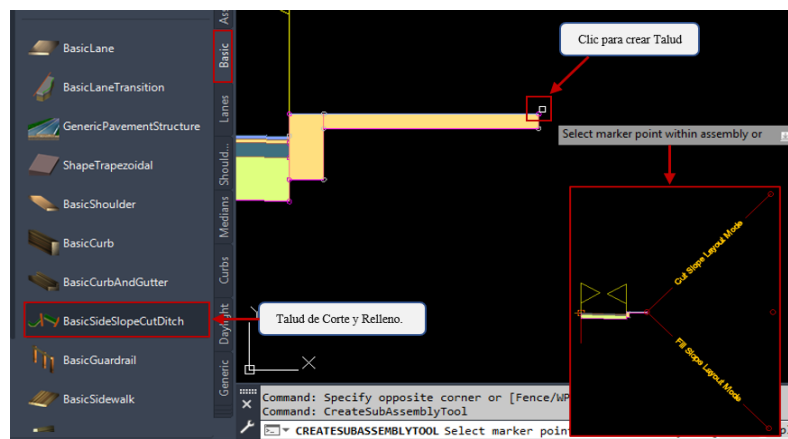 BasicLane
BasicLaneTransition
GenericPavementStructure
ShapeTrapezoidal
BasicShoulder
BasicCurb
BasicCurbAndGutter
BasicSideSlopeCutDitch
BasicGuardrail
BasicSidewalk
Basic
Lanes
Should...
Medians
Curbs
Daylight
Generic
Clic para crear Talud
Select marker point within assembly or
Cut Slope Layout Mode
Fill Slope Layout Mode
Talud de Corte y Relleno.
Y
X
Command: Specify opposite corner or [Fence/WP
Command: CreateSubAssemblyTool
CREATESUBASSEMBLYTOOL Select marker poin